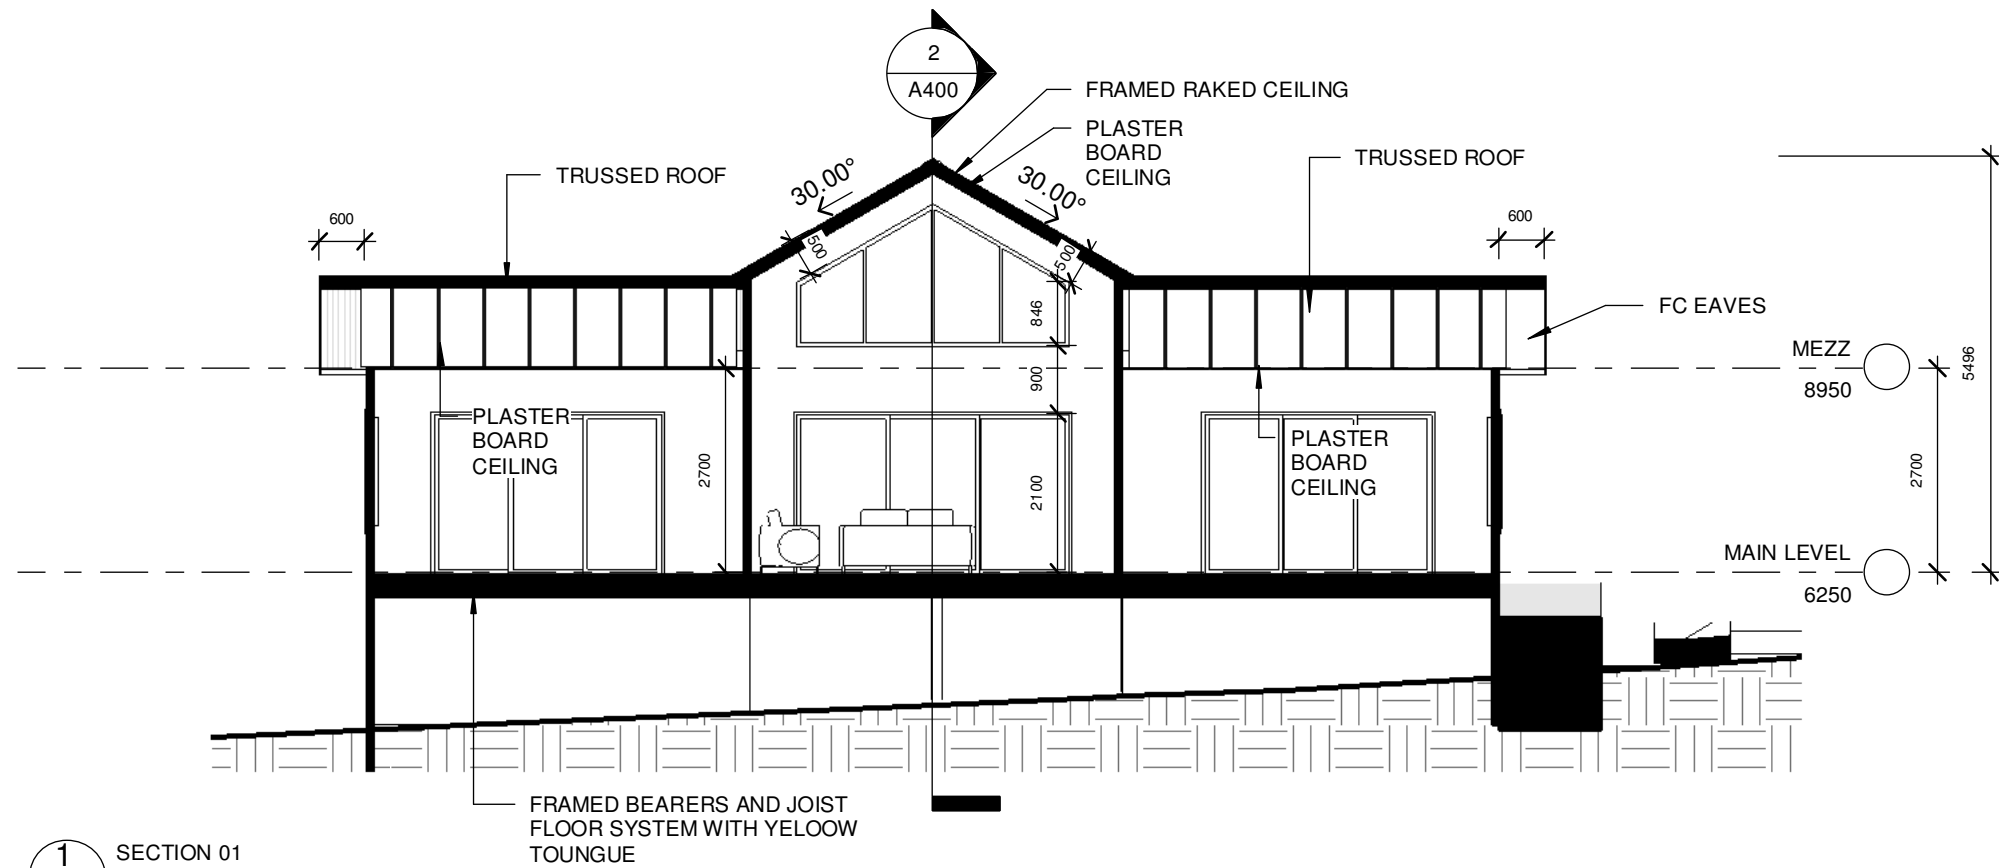 2
A400
FRAMED RAKED CEILING
PLASTER
BOARD
CEILING
TRUSSED ROOF
TRUSSED ROOF
30.00°
30.00°
600
600
500
500
846
FC EAVES
MEZZ
8950
5496
900
PLASTER
BOARD
CEILING
PLASTER
BOARD
CEILING
2700
2100
2700
MAIN LEVEL
6250
FRAMED BEARERS AND JOIST
FLOOR SYSTEM WITH YELOOW
TOUNGUE
1
SECTION 01